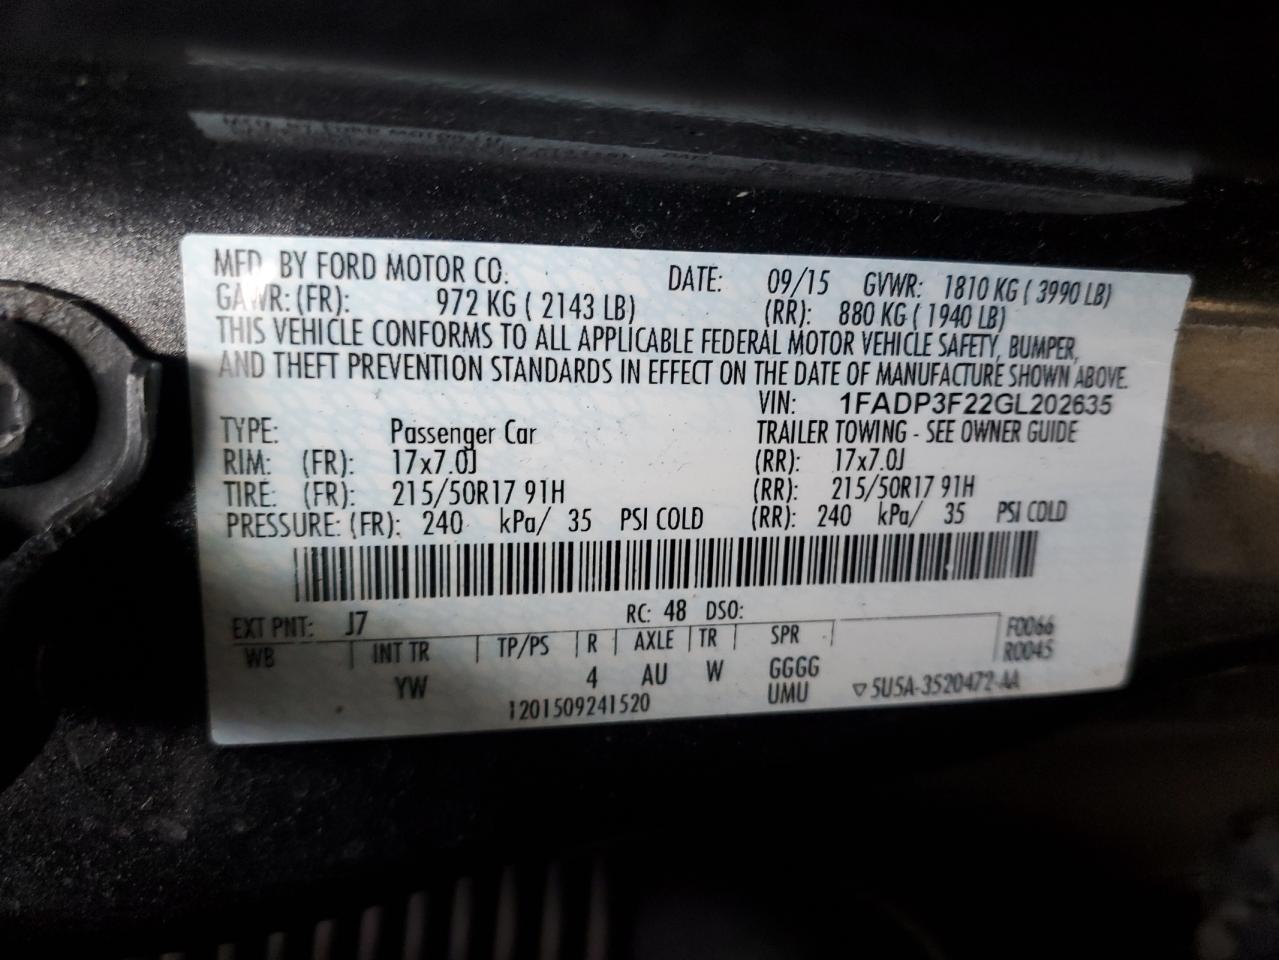 MFD. BY FORD MOTOR CO. DATE: 09/15 GVWR: 1810 KG ( 3990 LB)
GAWR: (FR): 972 KG ( 2143 LB) (RR): 880 KG ( 1940 LB)
THIS VEHICLE CONFORMS TO ALL APPLICABLE FEDERAL MOTOR VEHICLE SAFETY, BUMPER,
AND THEFT PREVENTION STANDARDS IN EFFECT ON THE DATE OF MANUFACTURE SHOWN ABOVE.
VIN: 1FADP3F22GL202635
TYPE: Passenger Car TRAILER TOWING - SEE OWNER GUIDE
RIM: (FR): 17x7.0J (RR): 17x7.0J
TIRE: (FR): 215/50R17 91H (RR): 215/50R17 91H
PRESSURE: (FR): 240 kPa/ 35 PSI COLD (RR): 240 kPa/ 35 PSI COLD
EXT PNT: J7 RC: 48 DSO: F0066
WB INT TR TP/PS R AXLE TR SPR R0045
YW 4 AU W GGGG
1201509241520 UMU ▽5U5A-3520472-AA